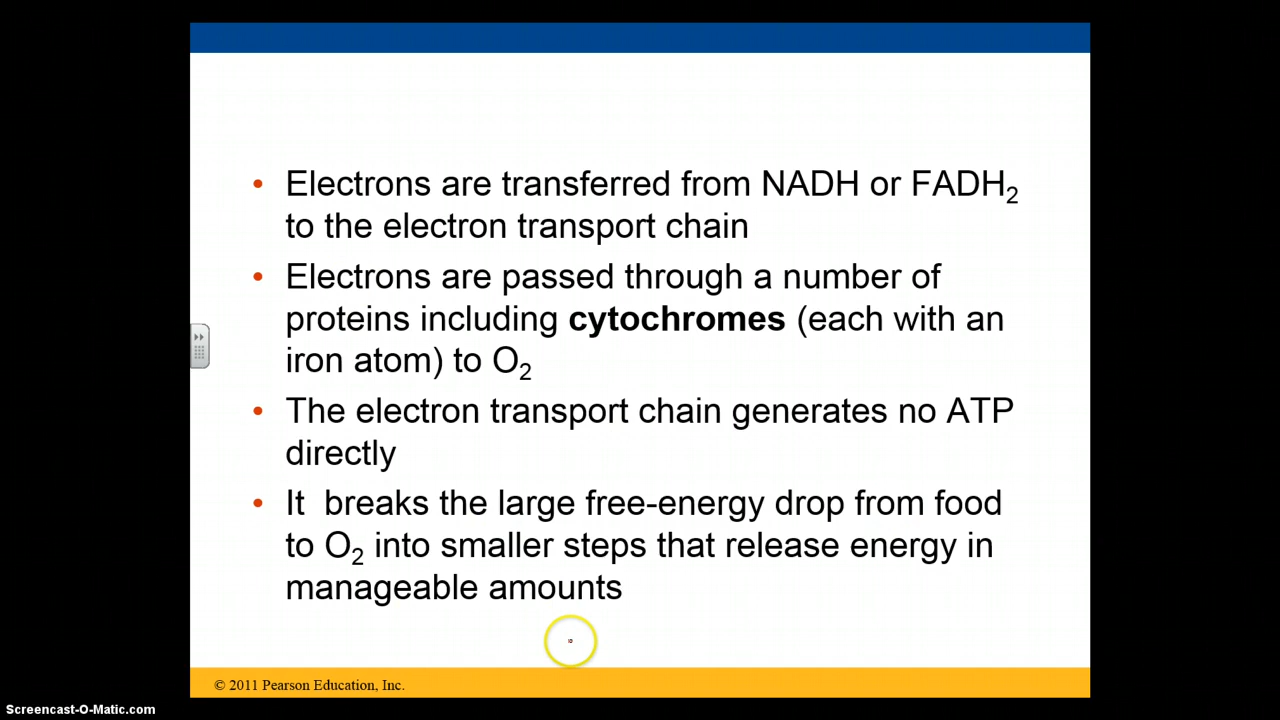 • Electrons are transferred from NADH or FADH₂
to the electron transport chain
• Electrons are passed through a number of
proteins including cytochromes (each with an
iron atom) to O₂
• The electron transport chain generates no ATP
directly
• It  breaks the large free-energy drop from food
to O₂ into smaller steps that release energy in
manageable amounts
© 2011 Pearson Education, Inc.
Screencast-O-Matic.com